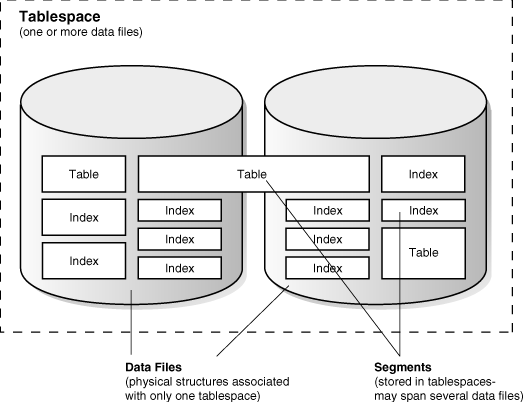 Tablespace
(one or more data files)
Table
Table
Index
Index
Index
Index
Index
Index
Index
Table
Index
Index
Index
Index
Data Files
(physical structures associated
with only one tablespace)
Segments
(stored in tablespaces-
may span several data files)